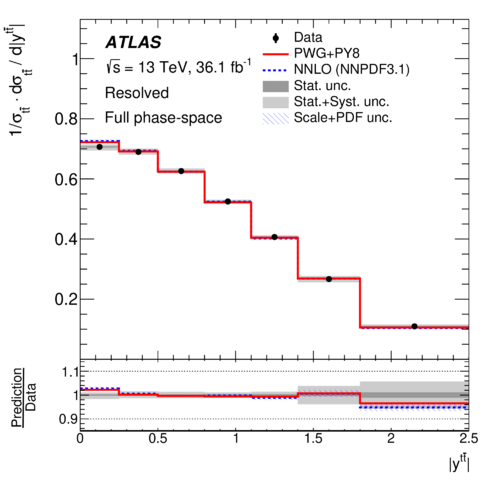 ATLAS
√s = 13 TeV, 36.1 fb⁻¹
Resolved
Full phase-space
Data
PWG+PY8
NNLO (NNPDF3.1)
Stat. unc.
Stat.+Syst. unc.
Scale+PDF unc.
1/σtt̄ · dσtt̄ / d|y^tt̄|
1
0.8
0.6
0.4
0.2
Prediction
Data
1.1
1
0.9
0 0.5 1 1.5 2 2.5
|y^tt̄|